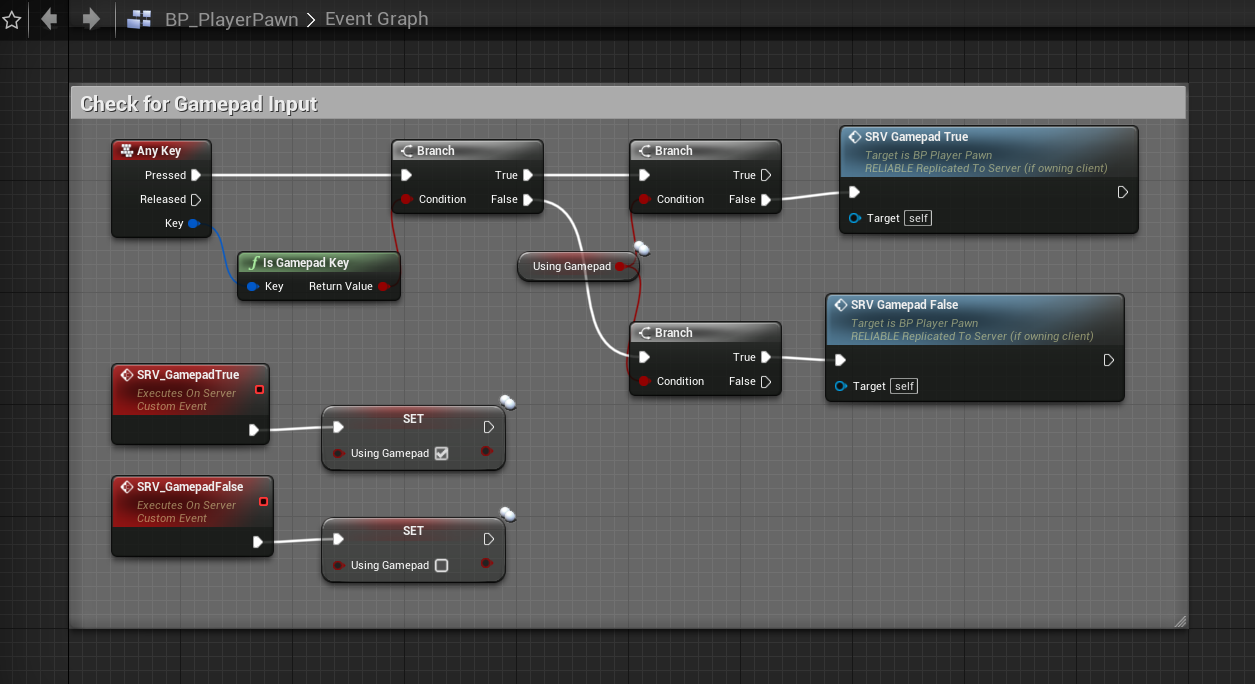 BP_PlayerPawn > Event Graph
Check for Gamepad Input
Any Key
Pressed
Released
Key
Is Gamepad Key
Key Return Value
Branch
True
Condition False
Branch
True
Condition False
SRV Gamepad True
Target is BP Player Pawn
RELIABLE Replicated To Server (if owning client)
Target self
Using Gamepad
Branch
True
Condition False
SRV Gamepad False
Target is BP Player Pawn
RELIABLE Replicated To Server (if owning client)
Target self
SRV_GamepadTrue
Executes On Server
Custom Event
SET
Using Gamepad
SRV_GamepadFalse
Executes On Server
Custom Event
SET
Using Gamepad